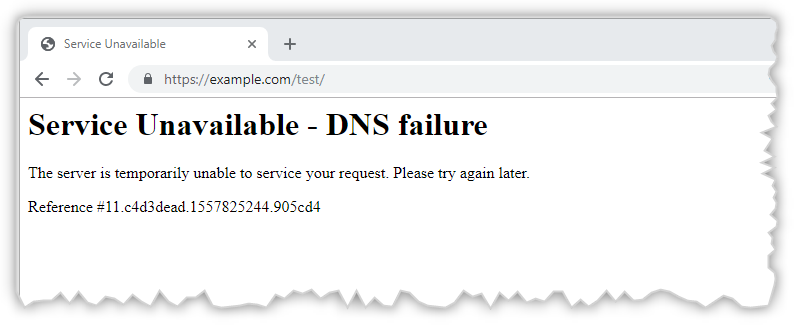 Service Unavailable
https://example.com/test/
Service Unavailable - DNS failure
The server is temporarily unable to service your request. Please try again later.
Reference #11.c4d3dead.1557825244.905cd4